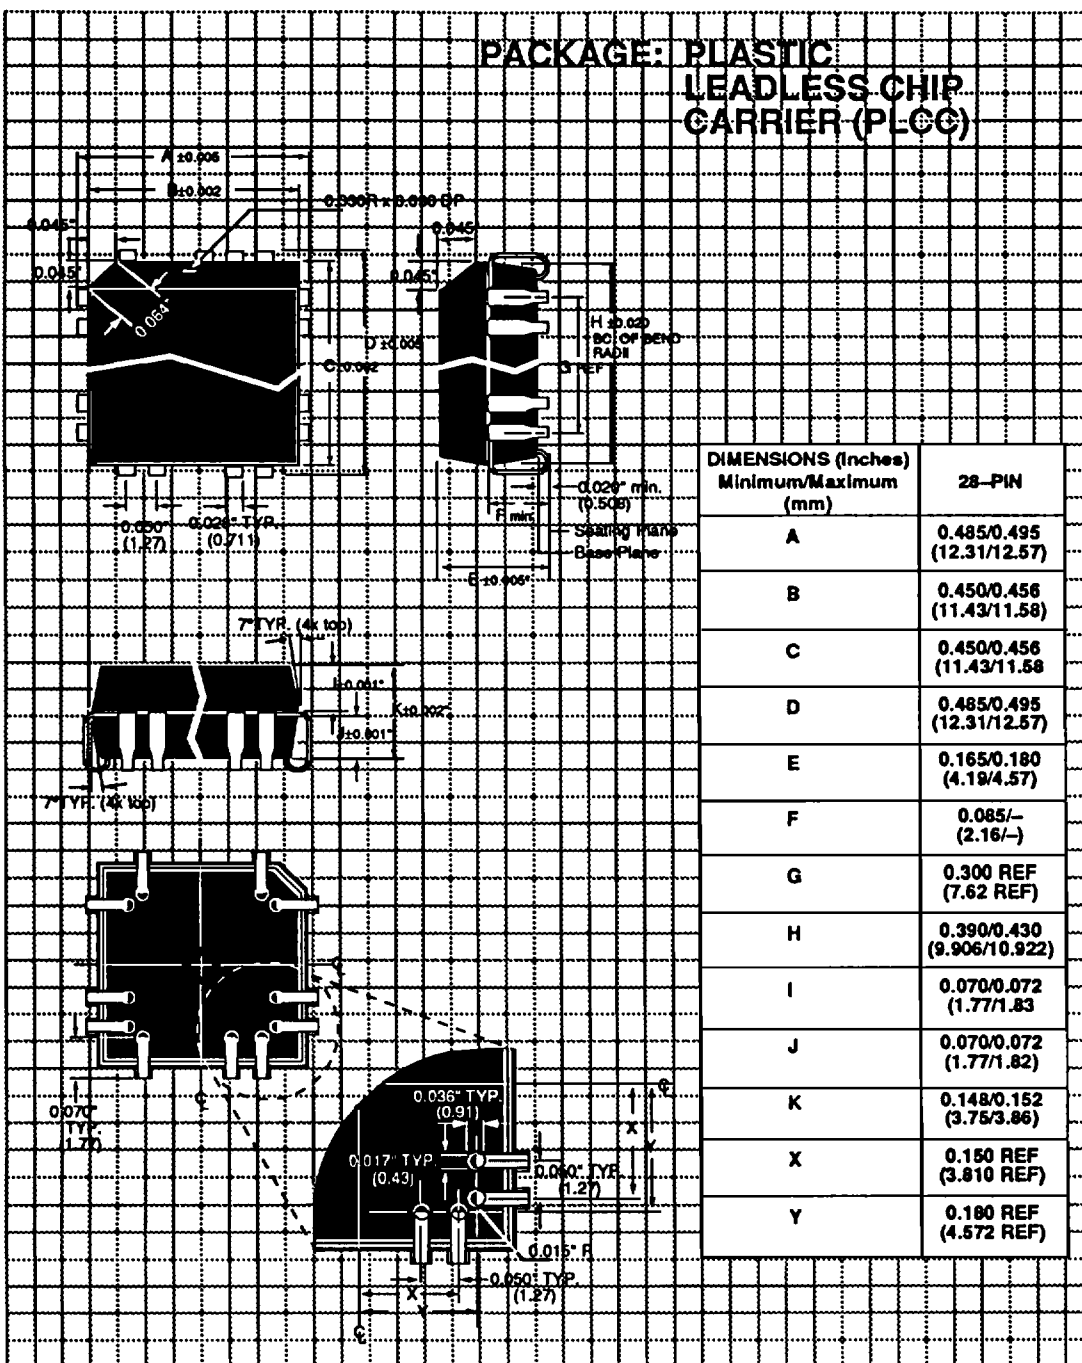 PACKAGE: PLASTIC
LEADLESS CHIP
CARRIER (PLCC)
A ±0.005
B±0.002
0.045"
0.045"
0.064"
D ±0.005
C±0.002
0.050"
(1.27)
0.028" TYP.
(0.711)
0.045
0.045"
H ±0.020
BC. OF BEND
RADII
G REF
0.020" min.
(0.508)
F min.
Seating Plane
Base Plane
E ±0.005"
7° TYP. (4x top)
I±0.001"
K±0.002"
J±0.001"
7° TYP. (4x top)
0.070"
TYP.
(1.77)
0.036" TYP.
(0.91)
0.017" TYP.
(0.43)
X
Y
0.050" TYP.
(1.27)
0.015" R
0.050" TYP.
(1.27)
X
Y
DIMENSIONS (Inches)
Minimum/Maximum
(mm)
28–PIN
A
0.485/0.495
(12.31/12.57)
B
0.450/0.456
(11.43/11.58)
C
0.450/0.456
(11.43/11.58
D
0.485/0.495
(12.31/12.57)
E
0.165/0.180
(4.19/4.57)
F
0.085/–
(2.16/–)
G
0.300 REF
(7.62 REF)
H
0.390/0.430
(9.906/10.922)
I
0.070/0.072
(1.77/1.83
J
0.070/0.072
(1.77/1.82)
K
0.148/0.152
(3.75/3.86)
X
0.150 REF
(3.810 REF)
Y
0.180 REF
(4.572 REF)